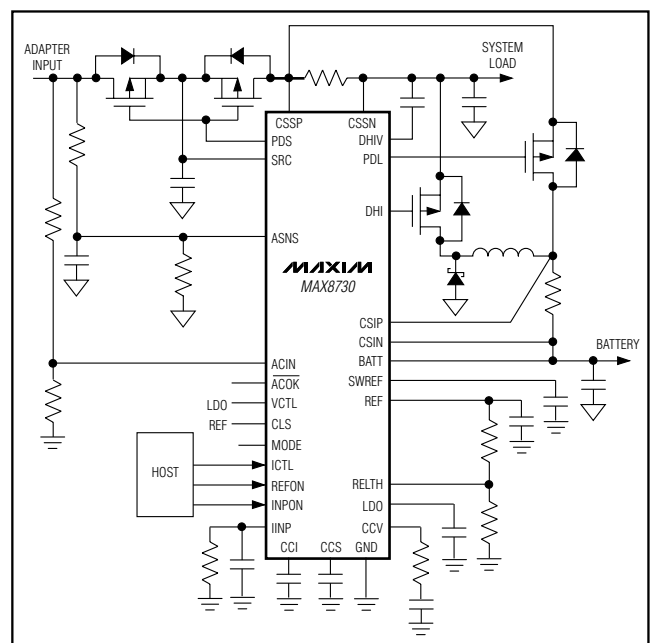 ADAPTER
INPUT
SYSTEM
LOAD
CSSP
CSSN
PDS
DHIV
SRC
PDL
DHI
ASNS
MAXIM
MAX8730
CSIP
CSIN
BATT
BATTERY
ACIN
SWREF
ACOK
REF
LDO
VCTL
REF
CLS
MODE
HOST
ICTL
REFON
RELTH
INPON
LDO
IINP
CCV
CCI
CCS
GND